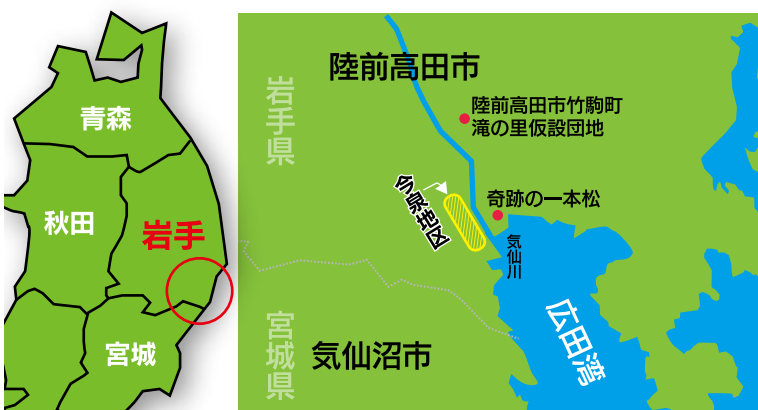 青森
秋田
岩手
宮城
陸前高田市
岩手県
陸前高田市竹駒町
滝の里仮設団地
今泉地区
奇跡の一本松
気仙川
広田湾
宮城県
気仙沼市